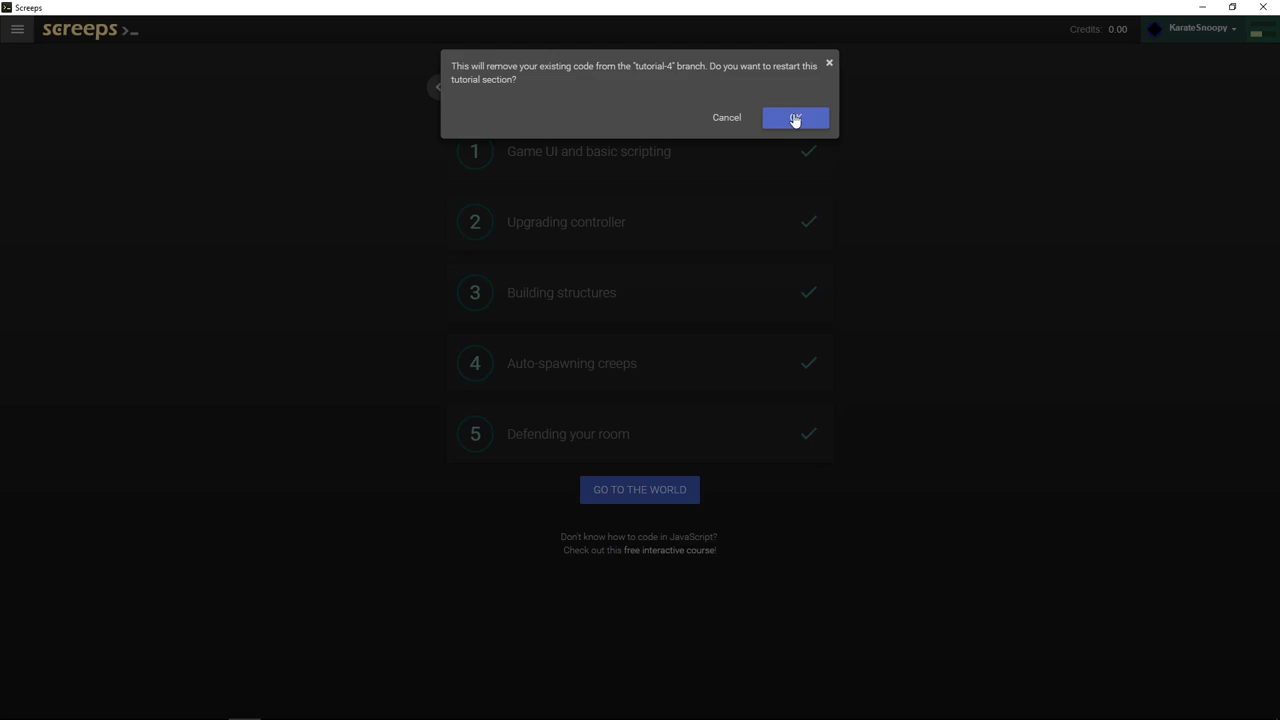 Screeps
screeps
Credits: 0.00
KarateSnoopy
This will remove your existing code from the "tutorial-4" branch. Do you want to restart this
tutorial section?
Cancel
1 Game UI and basic scripting
2 Upgrading controller
3 Building structures
4 Auto-spawning creeps
5 Defending your room
GO TO THE WORLD
Don't know how to code in JavaScript?
Check out this free interactive course!